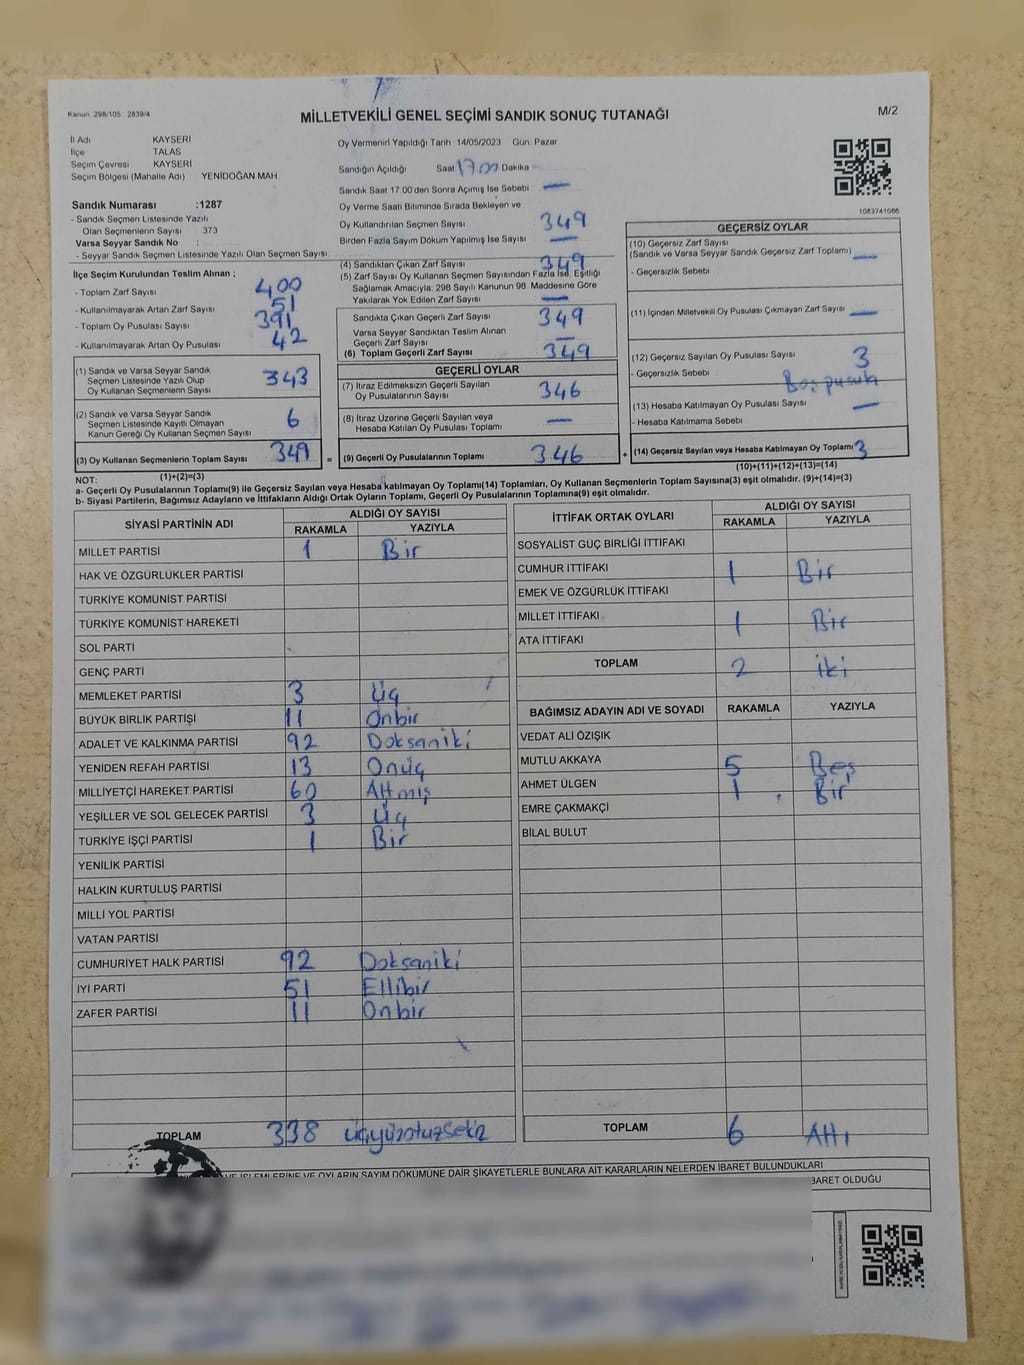 Kanun: 298/105 , 2839/4
MİLLETVEKİLİ GENEL SEÇİMİ SANDIK SONUÇ TUTANAĞI
M/2
İl Adı KAYSERİ
İlçe TALAS
Seçim Çevresi KAYSERİ
Seçim Bölgesi (Mahalle Adı) YENİDOĞAN MAH.
Oy Vermenin Yapıldığı Tarih 14/05/2023 Gün: Pazar
Sandığın Açıldığı Saat 17 00 Dakika
Sandık Saat 17:00'den Sonra Açımış İse Sebebi —
Oy Verme Saati Bitiminde Sırada Bekleyen ve
Oy Kullandırılan Seçmen Sayısı 349
Birden Fazla Sayım Döküm Yapılmış İse Sayısı —
1083741066
Sandık Numarası :1287
- Sandık Seçmen Listesinde Yazılı
Olan Seçmenlerin Sayısı 373
Varsa Seyyar Sandık No :
- Seyyar Sandık Seçmen Listesinde Yazılı Olan Seçmen Sayısı
İlçe Seçim Kurulundan Teslim Alınan ;
- Toplam Zarf Sayısı 400
- Kullanılmayarak Artan Zarf Sayısı 51
- Toplam Oy Pusulası Sayısı 391
- Kullanılmayarak Artan Oy Pusulası 42
(4) Sandıktan Çıkan Zarf Sayısı 349
(5) Zarf Sayısı Oy Kullanan Seçmen Sayısından Fazla İse, Eşitliği
Sağlamak Amacıyla, 298 Sayılı Kanunun 98. Maddesine Göre
Yakılarak Yok Edilen Zarf Sayısı —
Sandıkta Çıkan Geçerli Zarf Sayısı 349
Varsa Seyyar Sandıktan Teslim Alınan
Geçerli Zarf Sayısı —
(6) Toplam Geçerli Zarf Sayısı 349
GEÇERSİZ OYLAR
(10) Geçersiz Zarf Sayısı
(Sandık ve Varsa Seyyar Sandık Geçersiz Zarf Toplamı) —
- Geçersizlik Sebebi
(11) İçinden Milletvekili Oy Pusulası Çıkmayan Zarf Sayısı —
(12) Geçersiz Sayılan Oy Pusulası Sayısı 3
- Geçersizlik Sebebi Boş pusula
(13) Hesaba Katılmayan Oy Pusulası Sayısı —
- Hesaba Katılmama Sebebi
(14) Geçersiz Sayılan veya Hesaba Katılmayan Oy Toplamı 3
(10)+(11)+(12)+(13)=(14)
(1) Sandık ve Varsa Seyyar Sandık
Seçmen Listesinde Yazılı Olup
Oy Kullanan Seçmenlerin Sayısı 343
(2) Sandık ve Varsa Seyyar Sandık
Seçmen Listesinde Kayıtlı Olmayan
Kanun Gereği Oy Kullanan Seçmen Sayısı 6
(3) Oy Kullanan Seçmenlerin Toplam Sayısı 349 =
(1)+(2)=(3)
GEÇERLİ OYLAR
(7) İtiraz Edilmeksizin Geçerli Sayılan
Oy Pusulalarının Sayısı 346
(8) İtiraz Üzerine Geçerli Sayılan veya
Hesaba Katılan Oy Pusulası Toplamı —
(9) Geçerli Oy Pusulalarının Toplamı 346 +
NOT:
a- Geçerli Oy Pusulalarının Toplamı(9) ile Geçersiz Sayılan veya Hesaba katılmayan Oy Toplamı(14) Toplamları, Oy Kullanan Seçmenlerin Toplam Sayısına(3) eşit olmalıdır. (9)+(14)=(3)
b- Siyasi Partilerin, Bağımsız Adayların ve İttifakların Aldığı Ortak Oyların Toplamı, Geçerli Oy Pusulalarının Toplamına(9) eşit olmalıdır.
SİYASİ PARTİNİN ADI ALDIĞI OY SAYISI
RAKAMLA YAZIYLA
MİLLET PARTİSİ 1 Bir
HAK VE ÖZGÜRLÜKLER PARTİSİ
TÜRKİYE KOMÜNİST PARTİSİ
TÜRKİYE KOMÜNİST HAREKETİ
SOL PARTİ
GENÇ PARTİ
MEMLEKET PARTİSİ 3 Üç
BÜYÜK BİRLİK PARTİSİ 11 Onbir
ADALET VE KALKINMA PARTİSİ 92 Doksaniki
YENİDEN REFAH PARTİSİ 13 Onüç
MİLLİYETÇİ HAREKET PARTİSİ 60 Altmış
YEŞİLLER VE SOL GELECEK PARTİSİ 3 Üç
TÜRKİYE İŞÇİ PARTİSİ 1 Bir
YENİLİK PARTİSİ
HALKIN KURTULUŞ PARTİSİ
MİLLİ YOL PARTİSİ
VATAN PARTİSİ
CUMHURİYET HALK PARTİSİ 92 Doksaniki
İYİ PARTİ 51 Ellibir
ZAFER PARTİSİ 11 Onbir
TOPLAM 338 üçyüzotuzsekiz
İTTİFAK ORTAK OYLARI ALDIĞI OY SAYISI
RAKAMLA YAZIYLA
SOSYALİST GÜÇ BİRLİĞİ İTTİFAKI
CUMHUR İTTİFAKI 1 Bir
EMEK VE ÖZGÜRLÜK İTTİFAKI
MİLLET İTTİFAKI 1 Bir
ATA İTTİFAKI
TOPLAM 2 iki
BAĞIMSIZ ADAYIN ADI VE SOYADI RAKAMLA YAZIYLA
VEDAT ALİ ÖZIŞIK
MUTLU AKKAYA 5 Beş
AHMET ÜLGEN 1 Bir
EMRE ÇAKMAKÇİ
BİLAL BULUT
TOPLAM 6 Altı
VE İŞLEMLERİNE VE OYLARIN SAYIM DÖKÜMÜNE DAİR ŞİKAYETLERLE BUNLARA AİT KARARLARIN NELERDEN İBARET BULUNDUKLARI
BARET OLDUĞU